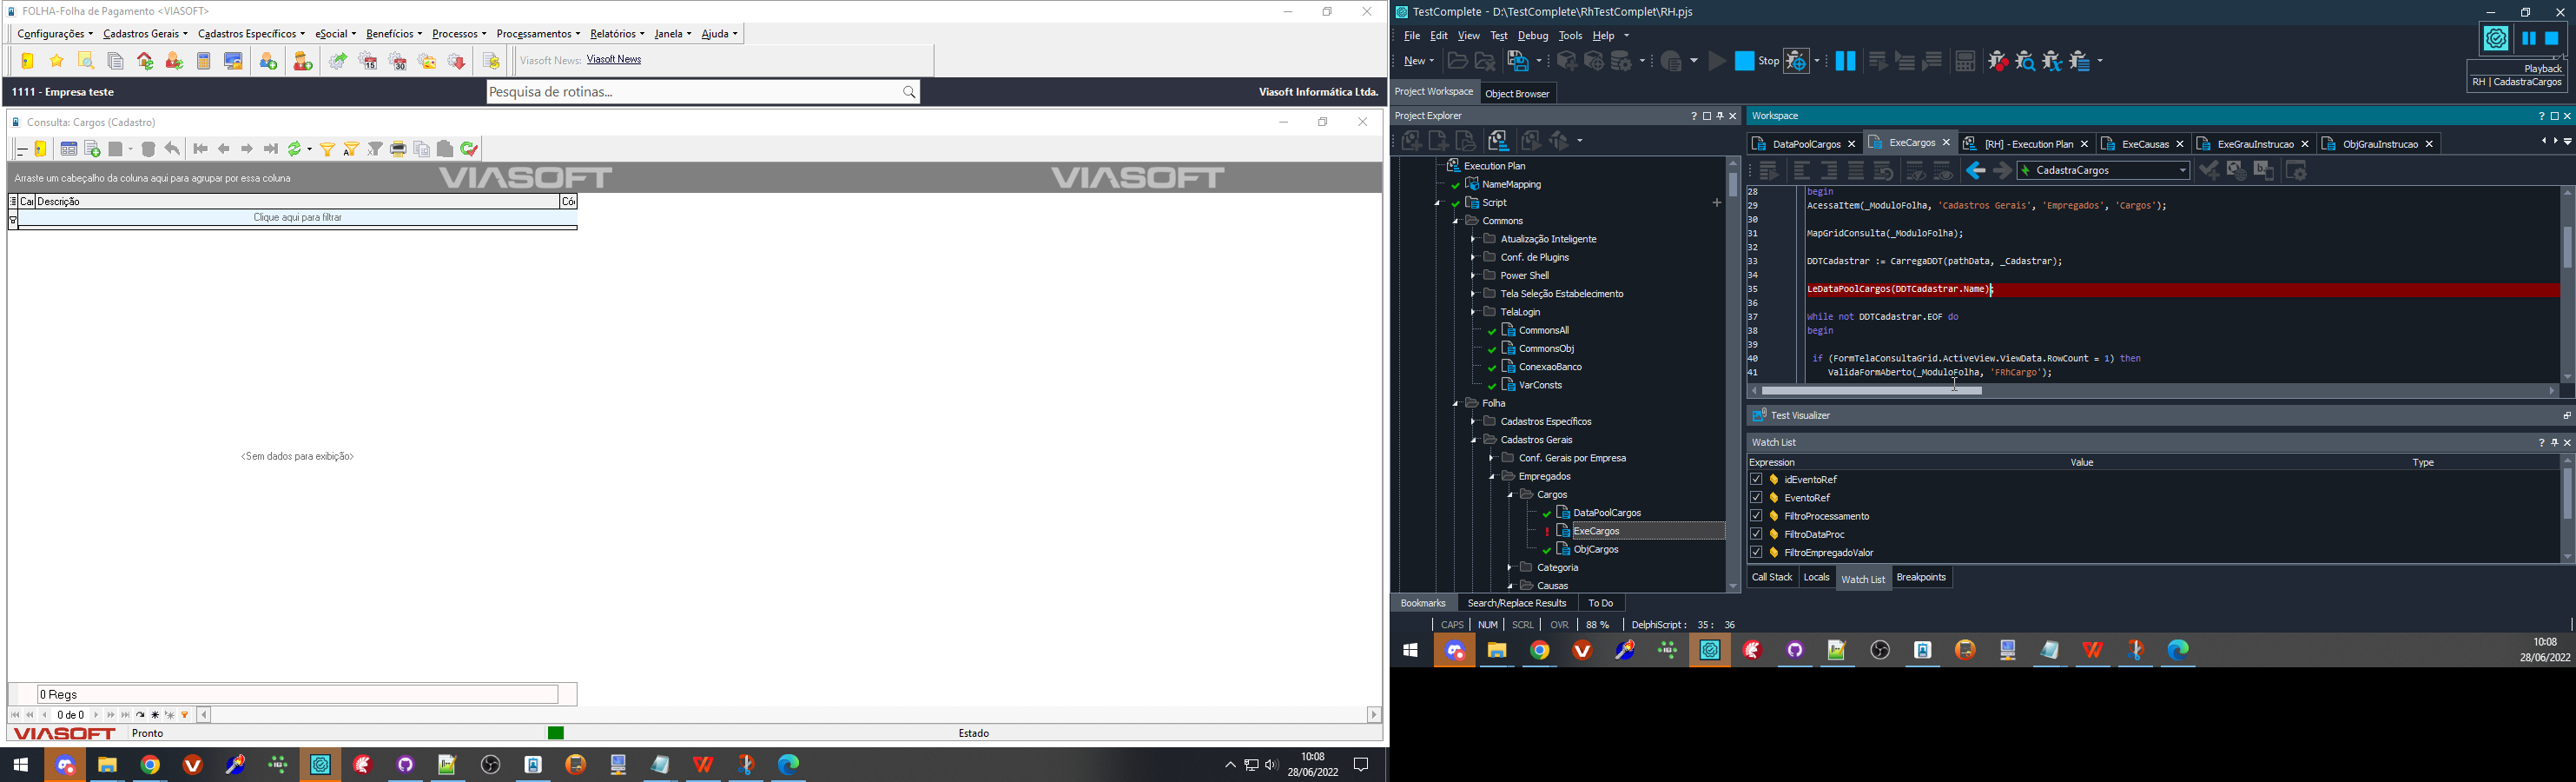 FOLHA-Folha de Pagamento <VIASOFT>
Configurações Cadastros Gerais Cadastros Específicos eSocial Benefícios Processos Processamentos Relatórios Janela Ajuda
Viasoft News: Viasoft News
1111 - Empresa teste
Pesquisa de rotinas...
Viasoft Informática Ltda.
Consulta: Cargos (Cadastro)
Arraste um cabeçalho da coluna aqui para agrupar por essa coluna
VIASOFT
VIASOFT
Car Descrição Có
Clique aqui para filtrar
<Sem dados para exibição>
0 Regs
0 de 0
VIASOFT Pronto Estado
10:08
28/06/2022
TestComplete - D:\TestComplete\RhTestComplet\RH.pjs
File Edit View Test Debug Tools Help
New
Stop
Playback
RH | CadastraCargos
Project Workspace Object Browser
Project Explorer
Execution Plan
NameMapping
Script
Commons
Atualização Inteligente
Conf. de Plugins
Power Shell
Tela Seleção Estabelecimento
TelaLogin
CommonsAll
CommonsObj
ConexaoBanco
VarConsts
Folha
Cadastros Específicos
Cadastros Gerais
Conf. Gerais por Empresa
Empregados
Cargos
DataPoolCargos
ExeCargos
ObjCargos
Categoria
Causas
Bookmarks Search/Replace Results To Do
Workspace
DataPoolCargos ExeCargos [RH] - Execution Plan ExeCausas ExeGrauInstrucao ObjGrauInstrucao
CadastraCargos
28 begin
29 AcessaItem(_ModuloFolha, 'Cadastros Gerais', 'Empregados', 'Cargos');
30
31 MapGridConsulta(_ModuloFolha);
32
33 DDTCadastrar := CarregaDDT(pathData, _Cadastrar);
34
35 LeDataPoolCargos(DDTCadastrar.Name);
36
37 While not DDTCadastrar.EOF do
38 begin
39
40 if (FormTelaConsultaGrid.ActiveView.ViewData.RowCount = 1) then
41 ValidaFormAberto(_ModuloFolha, 'FRhCargo');
Test Visualizer
Watch List
Expression Value Type
idEventoRef
EventoRef
FiltroProcessamento
FiltroDataProc
FiltroEmpregadoValor
Call Stack Locals Watch List Breakpoints
CAPS NUM SCRL OVR 88 % DelphiScript : 35 : 36
10:08
28/06/2022